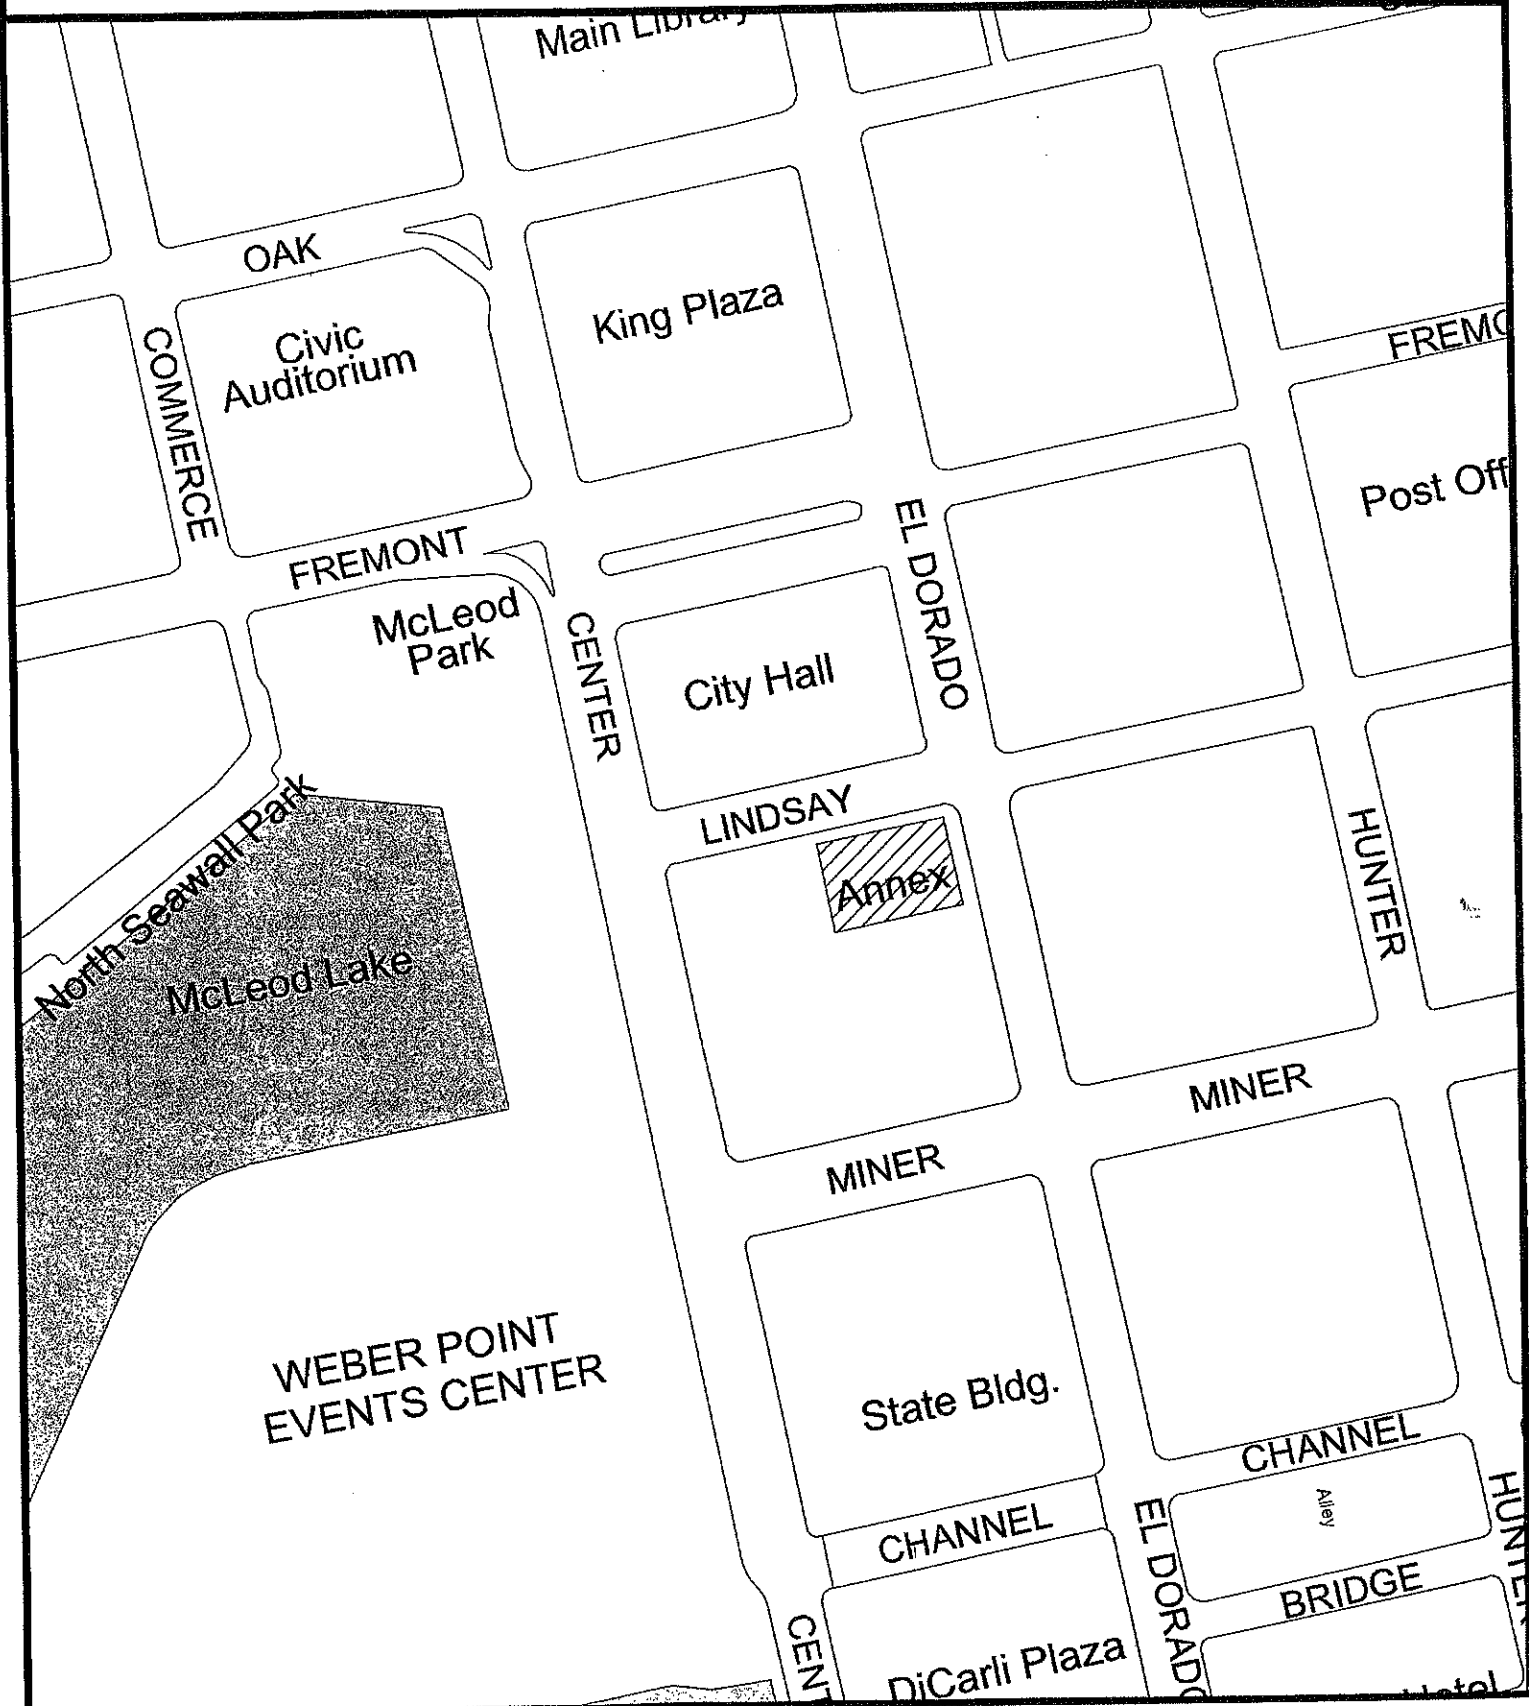 Main Library
OAK
King Plaza
Civic
Auditorium
COMMERCE
FREMO
Post Off
FREMONT
EL DORADO
McLeod
Park
CENTER
City Hall
LINDSAY
HUNTER
North Seawall Park
Annex
McLeod Lake
MINER
MINER
WEBER POINT
EVENTS CENTER
State Bldg.
CHANNEL
Alley
HUNTER
CHANNEL
EL DORADO
BRIDGE
CENT
DiCarli Plaza
Hotel